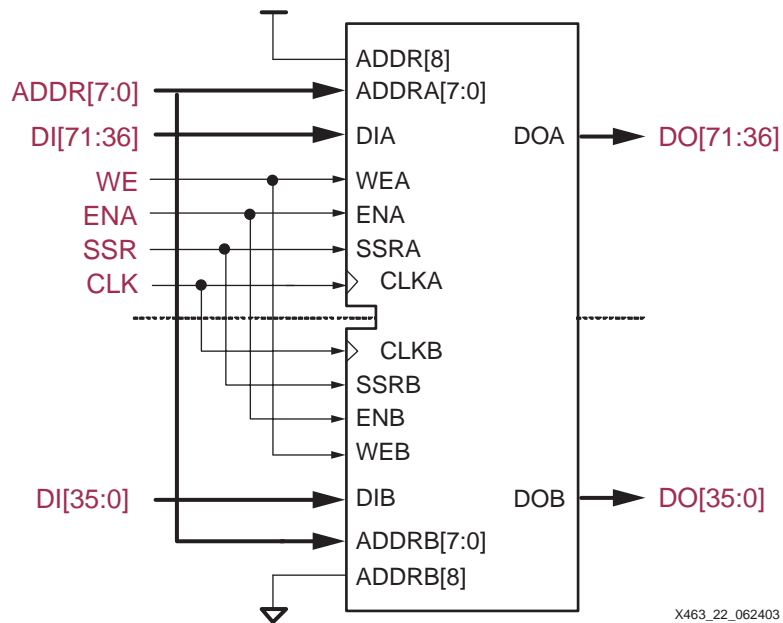 ADDR[8]
ADDR[7:0] ADDRA[7:0]
DI[71:36] DIA DOA DO[71:36]
WE WEA
ENA ENA
SSR SSRA
CLK CLKA
CLKB
SSRB
ENB
WEB
DI[35:0] DIB DOB DO[35:0]
ADDRB[7:0]
ADDRB[8]
X463_22_062403